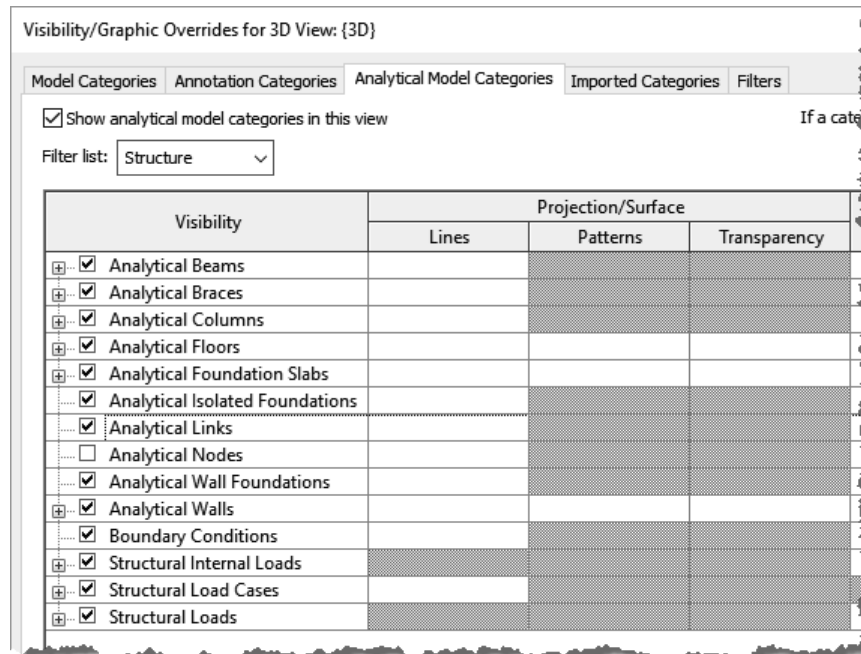 Visibility/Graphic Overrides for 3D View: {3D}
Model Categories Annotation Categories Analytical Model Categories Imported Categories Filters
Show analytical model categories in this view If a cate
Filter list: Structure
Visibility Projection/Surface
Lines Patterns Transparency
Analytical Beams
Analytical Braces
Analytical Columns
Analytical Floors
Analytical Foundation Slabs
Analytical Isolated Foundations
Analytical Links
Analytical Nodes
Analytical Wall Foundations
Analytical Walls
Boundary Conditions
Structural Internal Loads
Structural Load Cases
Structural Loads